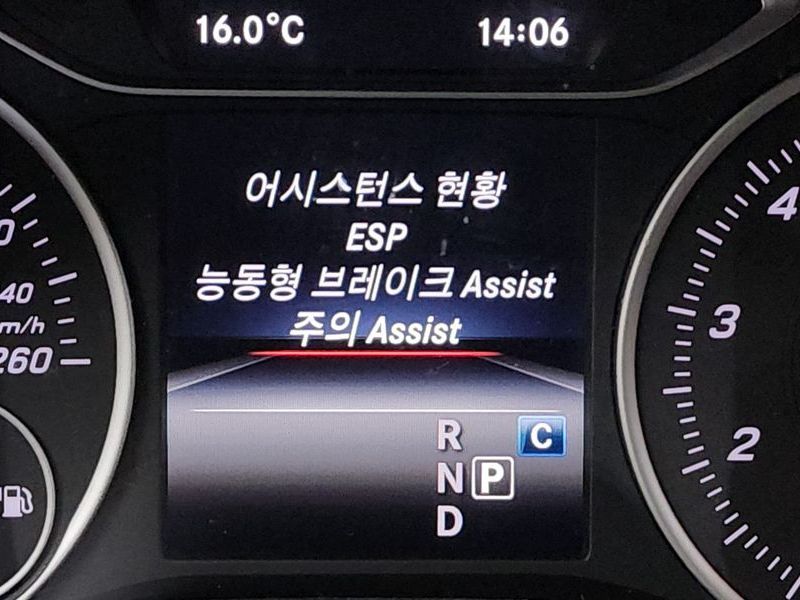 16.0°C 14:06
어시스턴스 현황
ESP
능동형 브레이크 Assist
주의 Assist
R C
N P
D
0
40
m/h
260
4
3
2